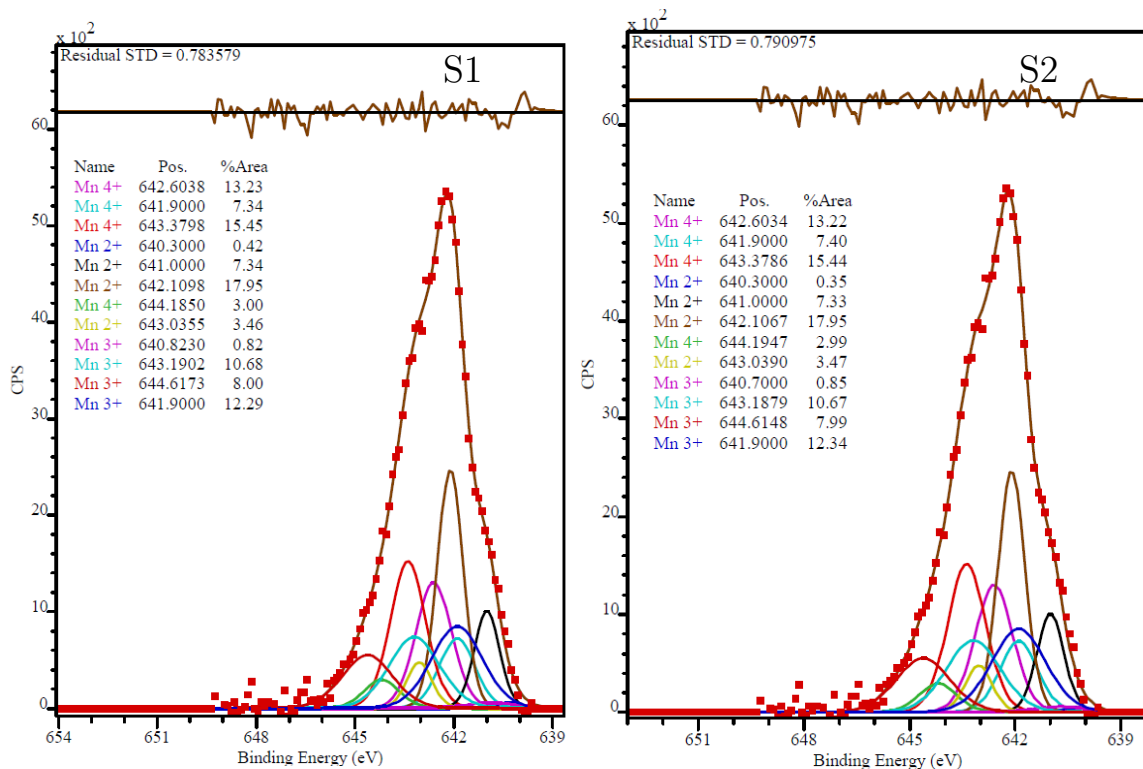 x 10²
Residual STD = 0.783579
S1
Name Pos. %Area
Mn 4+ 642.6038 13.23
Mn 4+ 641.9000 7.34
Mn 4+ 643.3798 15.45
Mn 2+ 640.3000 0.42
Mn 2+ 641.0000 7.34
Mn 2+ 642.1098 17.95
Mn 4+ 644.1850 3.00
Mn 2+ 643.0355 3.46
Mn 3+ 640.8230 0.82
Mn 3+ 643.1902 10.68
Mn 3+ 644.6173 8.00
Mn 3+ 641.9000 12.29
60
50
40
30
20
10
0
CPS
654 651 648 645 642 639
Binding Energy (eV)
x 10²
Residual STD = 0.790975
S2
Name Pos. %Area
Mn 4+ 642.6034 13.22
Mn 4+ 641.9000 7.40
Mn 4+ 643.3786 15.44
Mn 2+ 640.3000 0.35
Mn 2+ 641.0000 7.33
Mn 2+ 642.1067 17.95
Mn 4+ 644.1947 2.99
Mn 2+ 643.0390 3.47
Mn 3+ 640.7000 0.85
Mn 3+ 643.1879 10.67
Mn 3+ 644.6148 7.99
Mn 3+ 641.9000 12.34
60
50
40
30
20
10
0
CPS
651 648 645 642 639
Binding Energy (eV)